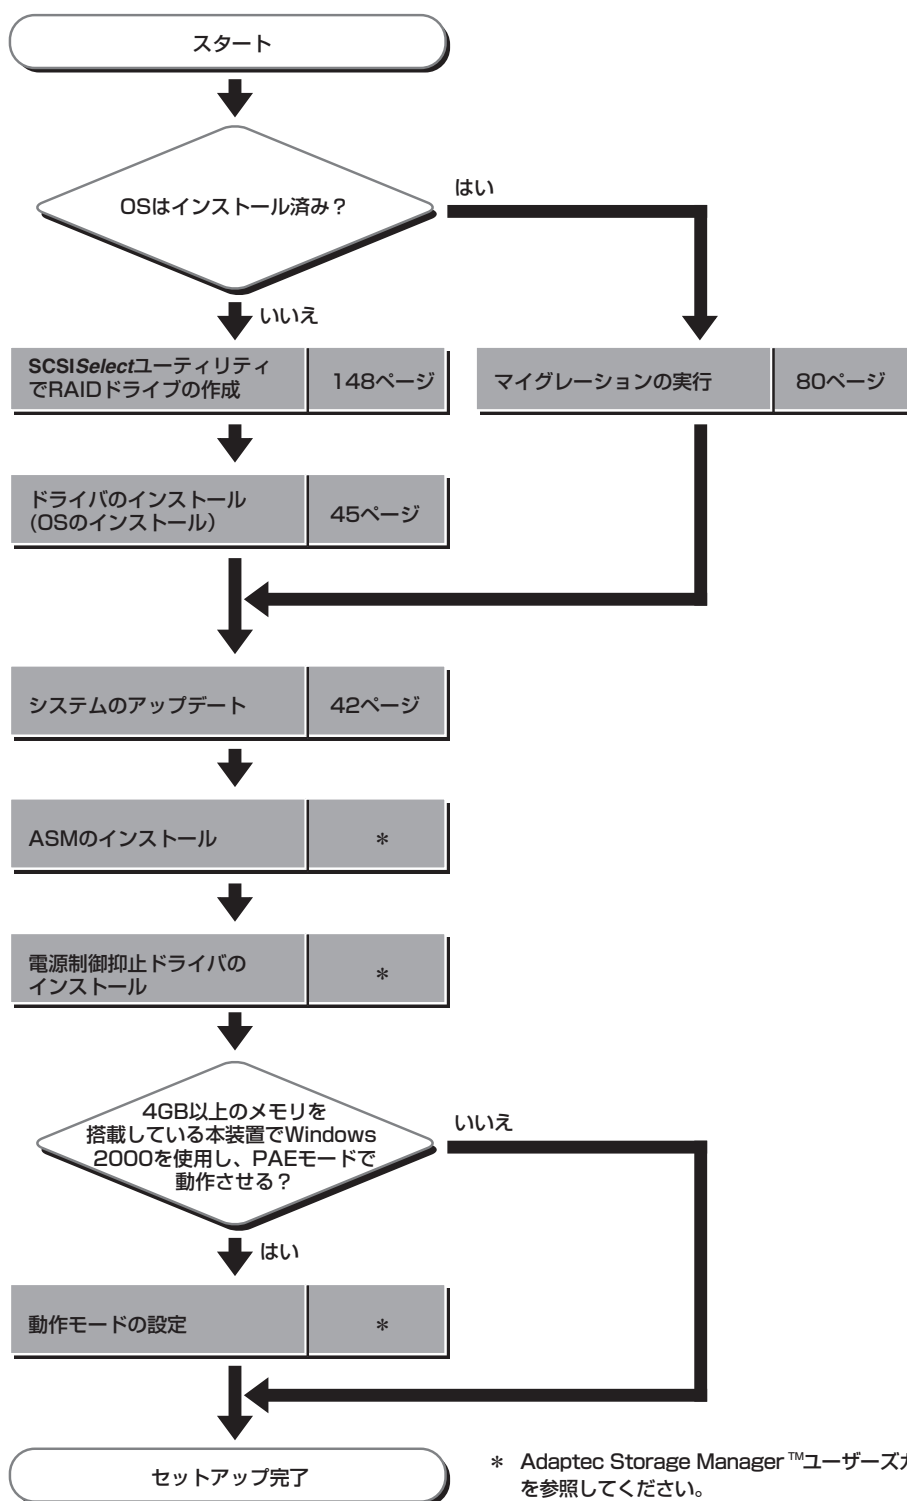 スタート
OSはインストール済み？
はい
いいえ
SCSISelectユーティリティ
でRAIDドライブの作成
148ページ
マイグレーションの実行
80ページ
ドライバのインストール
(OSのインストール）
45ページ
システムのアップデート
42ページ
ASMのインストール
*
電源制御抑止ドライバの
インストール
*
4GB以上のメモリを
搭載している本装置でWindows
2000を使用し、PAEモードで
動作させる？
いいえ
はい
動作モードの設定
*
セットアップ完了
* Adaptec Storage Manager™ユーザーズ
を参照してください。